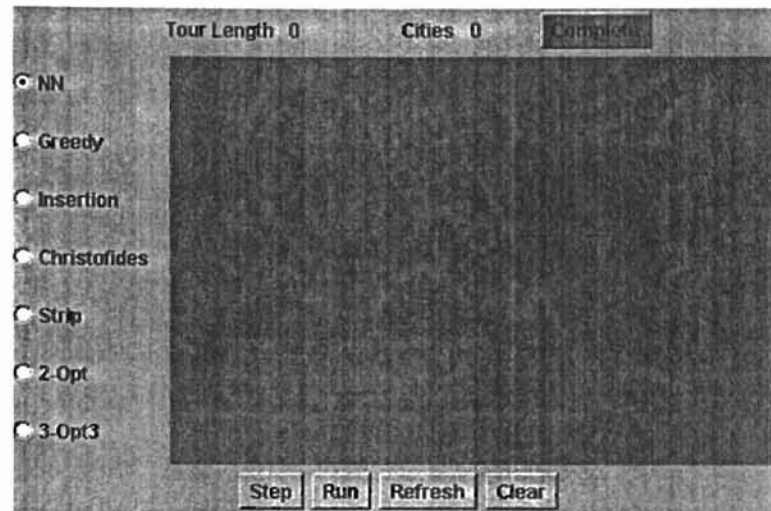 Tour Length 0 Cities 0 Complete
NN
Greedy
Insertion
Christofides
Strip
2-Opt
3-Opt3
Step Run Refresh Clear